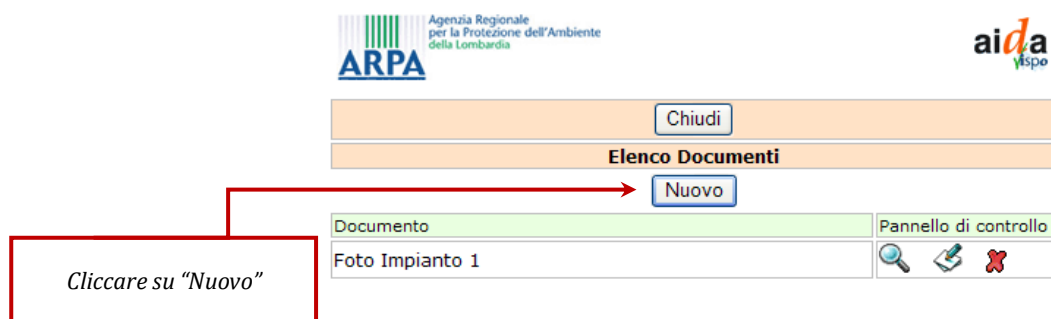 Agenzia Regionale
per la Protezione dell'Ambiente
della Lombardia
ARPA
aida
vispo
Chiudi
Elenco Documenti
Nuovo
Documento
Pannello di controllo
Foto Impianto 1
Cliccare su “Nuovo”